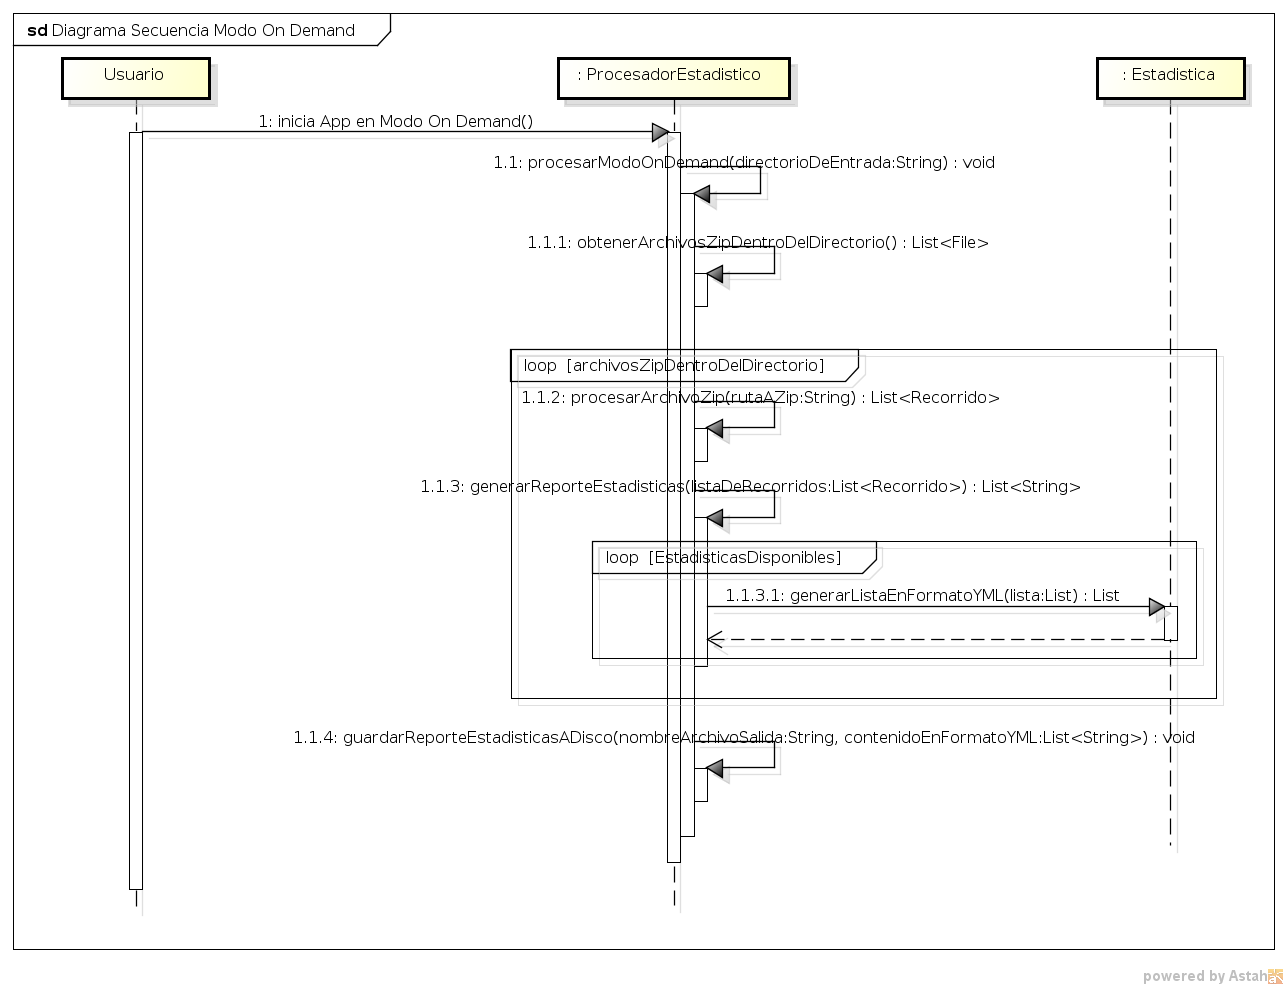 sd Diagrama Secuencia Modo On Demand
Usuario
: ProcesadorEstadistico
: Estadistica
1: inicia App en Modo On Demand()
1.1: procesarModoOnDemand(directorioDeEntrada:String) : void
1.1.1: obtenerArchivosZipDentroDelDirectorio() : List<File>
loop [archivosZipDentroDelDirectorio]
1.1.2: procesarArchivoZip(rutaAZip:String) : List<Recorrido>
1.1.3: generarReporteEstadisticas(listaDeRecorridos:List<Recorrido>) : List<String>
loop [EstadisticasDisponibles]
1.1.3.1: generarListaEnFormatoYML(lista:List) : List
1.1.4: guardarReporteEstadisticasADisco(nombreArchivoSalida:String, contenidoEnFormatoYML:List<String>) : void
powered by Astah